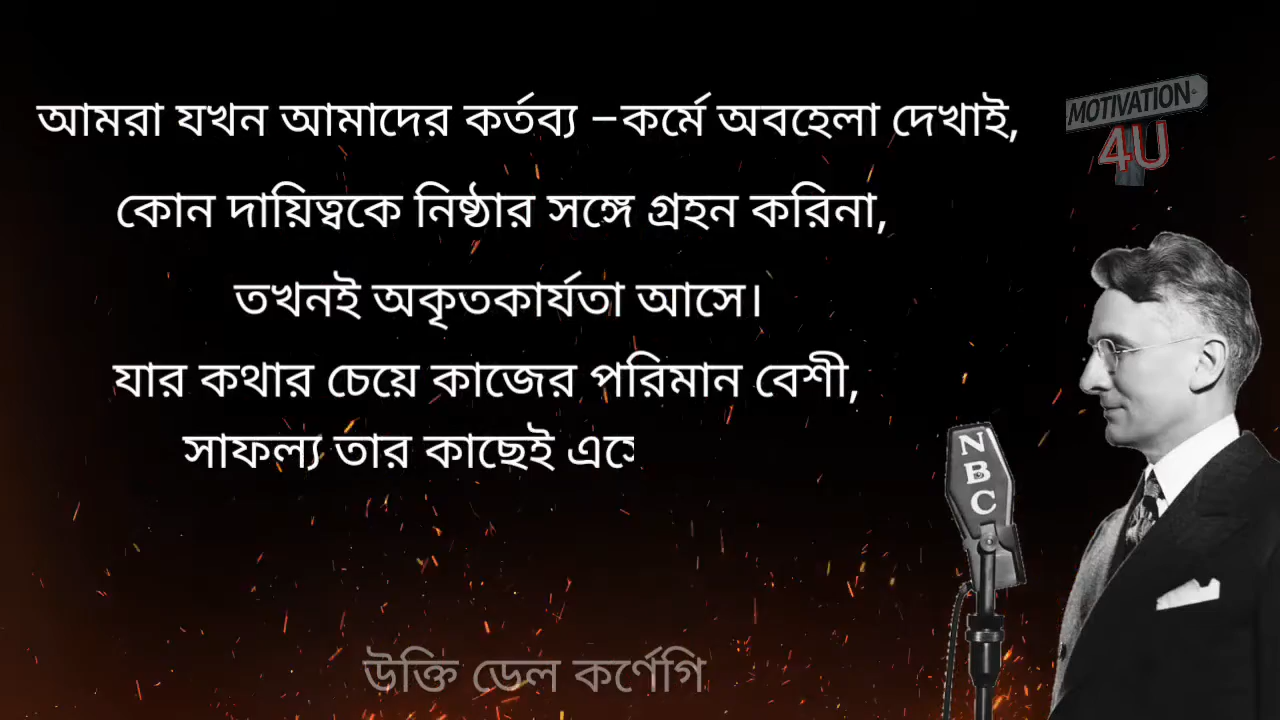 আমরা যখন আমাদের কর্তব্য –কর্মে অবহেলা দেখাই,
কোন দায়িত্বকে নিষ্ঠার সঙ্গে গ্রহন করিনা,
তখনই অকৃতকার্যতা আসে।
যার কথার চেয়ে কাজের পরিমান বেশী,
সাফল্য তার কাছেই
উক্তি ডেল কর্ণেগি
MOTIVATION
4U
NBC